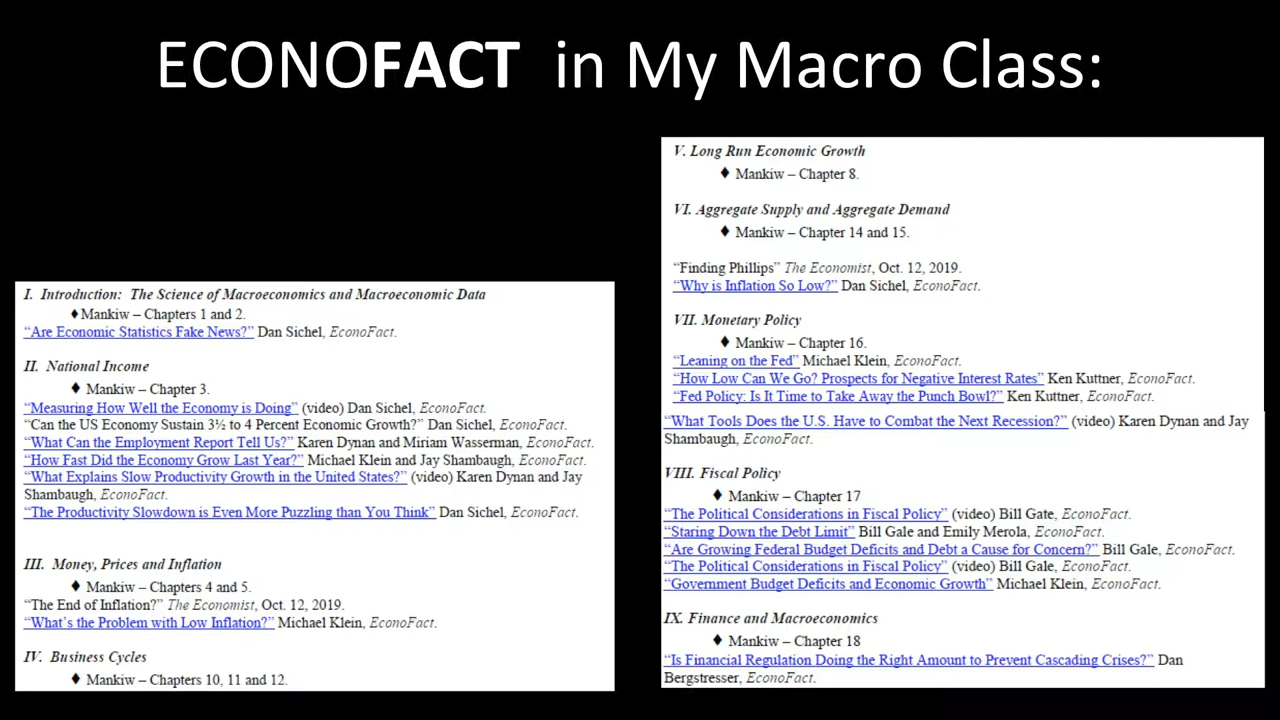 ECONOFACT in My Macro Class:
I. Introduction: The Science of Macroeconomics and Macroeconomic Data
♦Mankiw – Chapters 1 and 2.
“Are Economic Statistics Fake News?” Dan Sichel, EconoFact.
II. National Income
♦ Mankiw – Chapter 3.
“Measuring How Well the Economy is Doing” (video) Dan Sichel, EconoFact.
“Can the US Economy Sustain 3½ to 4 Percent Economic Growth?” Dan Sichel, EconoFact.
“What Can the Employment Report Tell Us?” Karen Dynan and Miriam Wasserman, EconoFact.
“How Fast Did the Economy Grow Last Year?” Michael Klein and Jay Shambaugh, EconoFact.
“What Explains Slow Productivity Growth in the United States?” (video) Karen Dynan and Jay
Shambaugh, EconoFact.
“The Productivity Slowdown is Even More Puzzling than You Think” Dan Sichel, EconoFact.
III. Money, Prices and Inflation
♦ Mankiw – Chapters 4 and 5.
“The End of Inflation?” The Economist, Oct. 12, 2019.
“What’s the Problem with Low Inflation?” Michael Klein, EconoFact.
IV. Business Cycles
♦ Mankiw – Chapters 10, 11 and 12.
V. Long Run Economic Growth
♦ Mankiw – Chapter 8.
VI. Aggregate Supply and Aggregate Demand
♦ Mankiw – Chapter 14 and 15.
“Finding Phillips” The Economist, Oct. 12, 2019.
“Why is Inflation So Low?” Dan Sichel, EconoFact.
VII. Monetary Policy
♦ Mankiw – Chapter 16.
“Leaning on the Fed” Michael Klein, EconoFact.
“How Low Can We Go? Prospects for Negative Interest Rates” Ken Kuttner, EconoFact.
“Fed Policy: Is It Time to Take Away the Punch Bowl?” Ken Kuttner, EconoFact.
“What Tools Does the U.S. Have to Combat the Next Recession?” (video) Karen Dynan and Jay
Shambaugh, EconoFact.
VIII. Fiscal Policy
♦ Mankiw – Chapter 17
“The Political Considerations in Fiscal Policy” (video) Bill Gate, EconoFact.
“Staring Down the Debt Limit” Bill Gale and Emily Merola, EconoFact.
“Are Growing Federal Budget Deficits and Debt a Cause for Concern?” Bill Gale, EconoFact.
“The Political Considerations in Fiscal Policy” (video) Bill Gale, EconoFact.
“Government Budget Deficits and Economic Growth” Michael Klein, EconoFact.
IX. Finance and Macroeconomics
♦ Mankiw – Chapter 18
“Is Financial Regulation Doing the Right Amount to Prevent Cascading Crises?” Dan
Bergstresser, EconoFact.